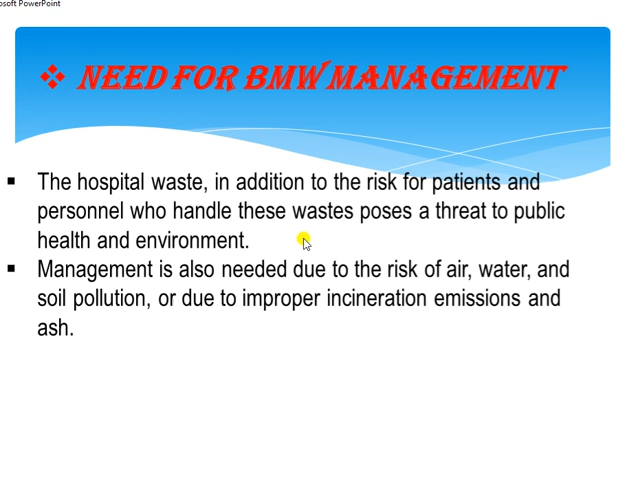 osoft PowerPoint
❖ NEED FOR BMW MANAGEMENT
▪ The hospital waste, in addition to the risk for patients and
personnel who handle these wastes poses a threat to public
health and environment.
▪ Management is also needed due to the risk of air, water, and
soil pollution, or due to improper incineration emissions and
ash.